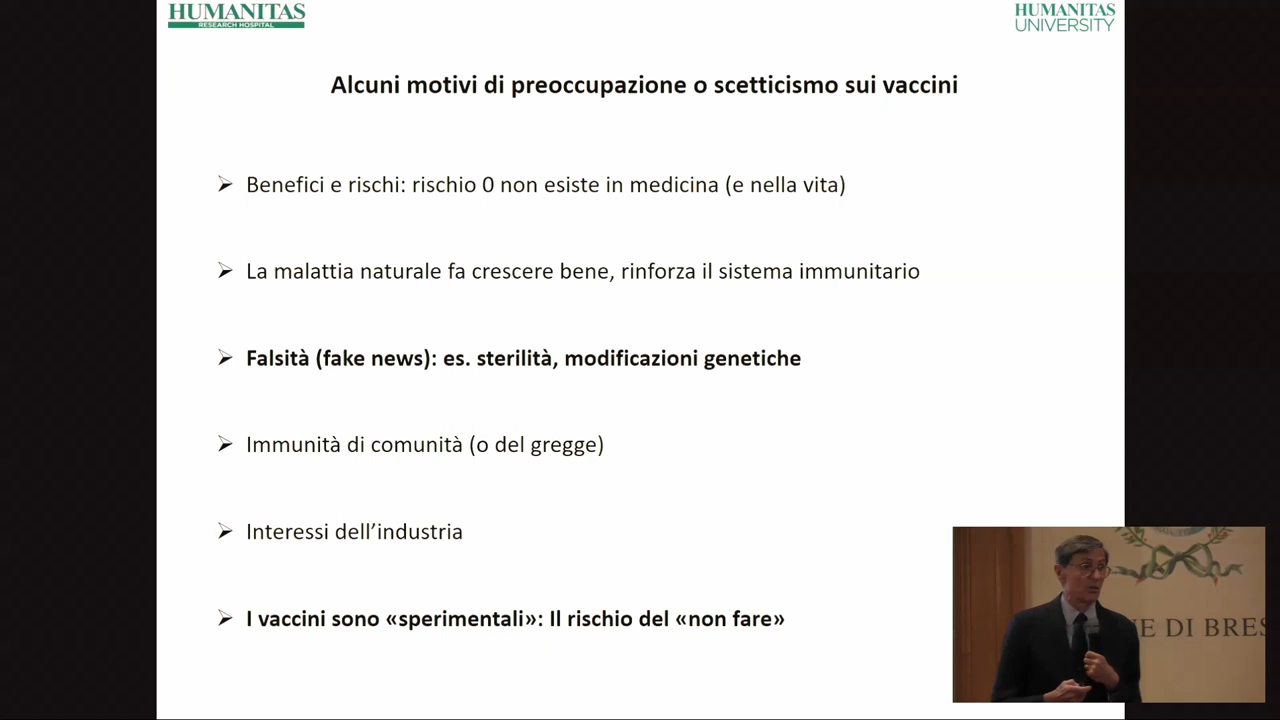 HUMANITAS
RESEARCH HOSPITAL
HUMANITAS
UNIVERSITY
Alcuni motivi di preoccupazione o scetticismo sui vaccini
Benefici e rischi: rischio 0 non esiste in medicina (e nella vita)
La malattia naturale fa crescere bene, rinforza il sistema immunitario
Falsità (fake news): es. sterilità, modificazioni genetiche
Immunità di comunità (o del gregge)
Interessi dell’industria
I vaccini sono «sperimentali»: Il rischio del «non fare»
E DI BRES